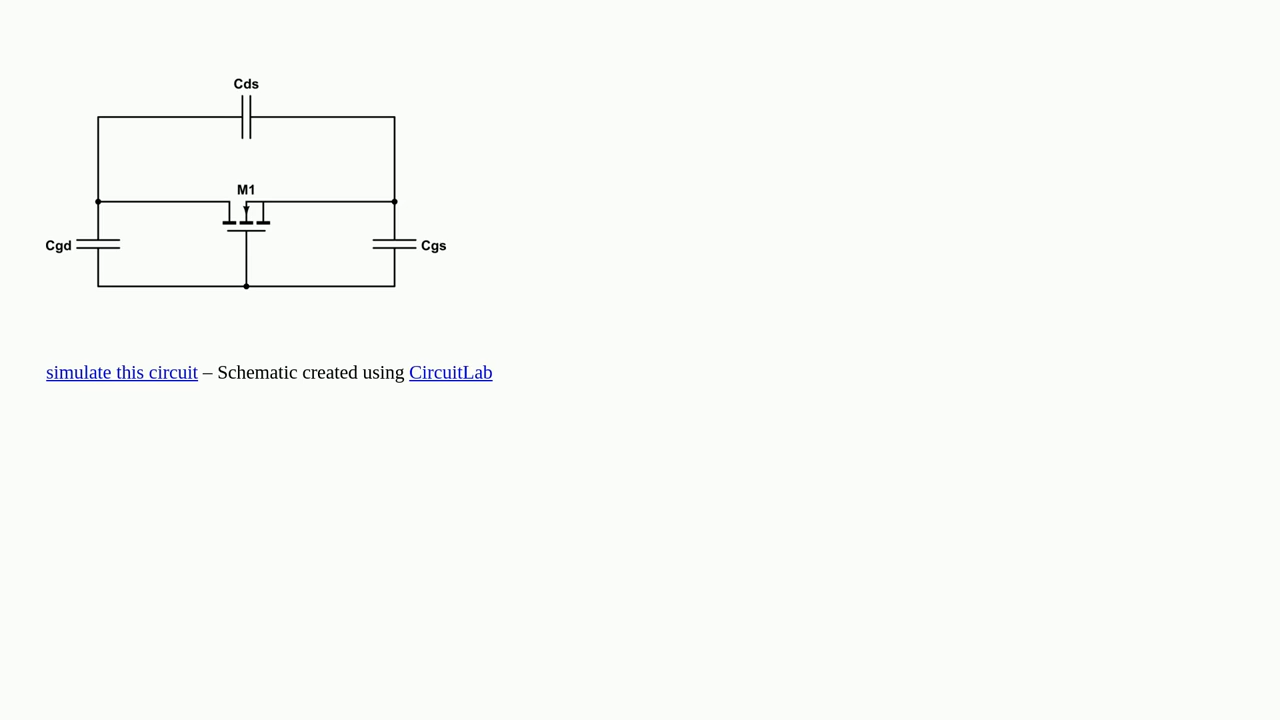 Cds
M1
Cgd
Cgs
simulate this circuit – Schematic created using CircuitLab